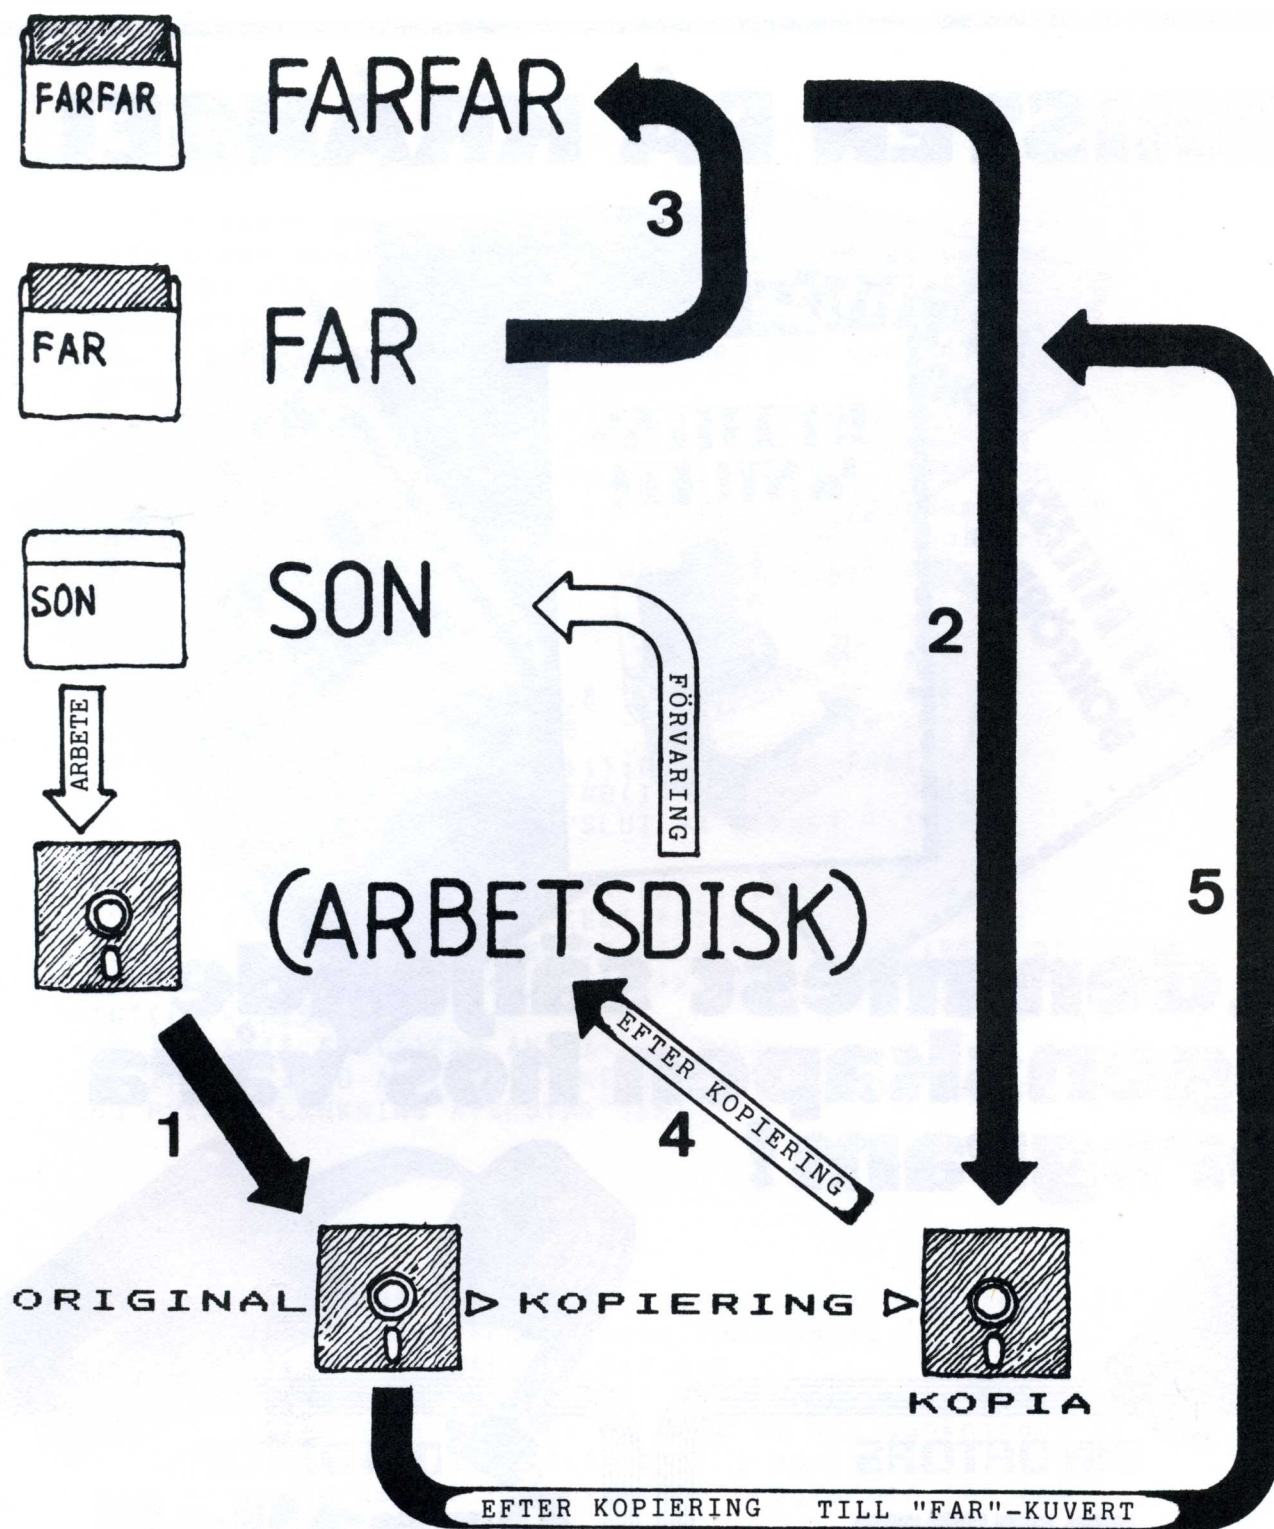 FARFAR
FARFAR
3
FAR
FAR
SON
SON
2
ARBETE
FÖRVARING
5
(ARBETSDISK)
EFTER KOPIERING
1
4
ORIGINAL
KOPIERING
KOPIA
EFTER KOPIERING TILL "FAR"-KUVERT